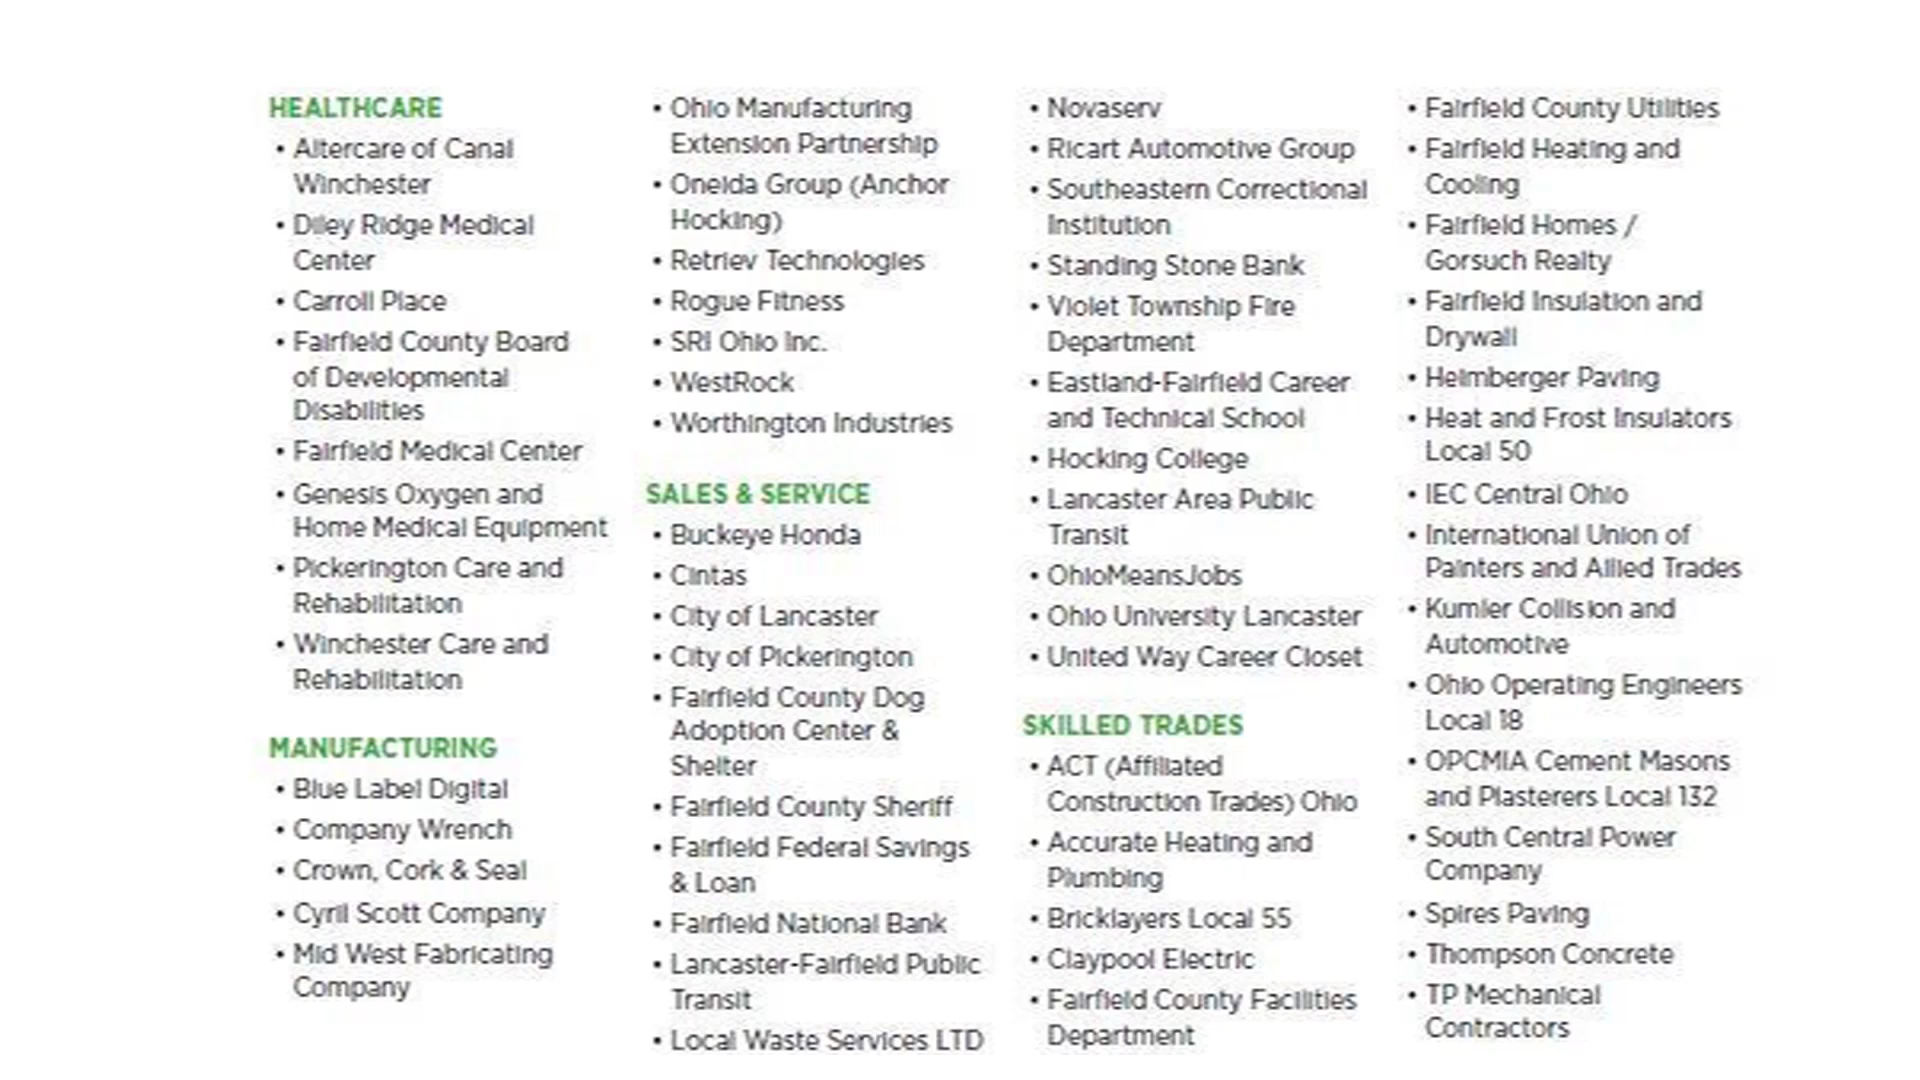 HEALTHCARE
• Altercare of Canal
Winchester
• Diley Ridge Medical
Center
• Carroll Place
• Fairfield County Board
of Developmental
Disabilities
• Fairfield Medical Center
• Genesis Oxygen and
Home Medical Equipment
• Pickerington Care and
Rehabilitation
• Winchester Care and
Rehabilitation
MANUFACTURING
• Blue Label Digital
• Company Wrench
• Crown, Cork & Seal
• Cyril Scott Company
• Mid West Fabricating
Company
• Ohio Manufacturing
Extension Partnership
• Oneida Group (Anchor
Hocking)
• Retriev Technologies
• Rogue Fitness
• SRI Ohio Inc.
• WestRock
• Worthington Industries
SALES & SERVICE
• Buckeye Honda
• Cintas
• City of Lancaster
• City of Pickerington
• Fairfield County Dog
Adoption Center &
Shelter
• Fairfield County Sheriff
• Fairfield Federal Savings
& Loan
• Fairfield National Bank
• Lancaster-Fairfield Public
Transit
• Local Waste Services LTD
• Novaserv
• Ricart Automotive Group
• Southeastern Correctional
Institution
• Standing Stone Bank
• Violet Township Fire
Department
• Eastland-Fairfield Career
and Technical School
• Hocking College
• Lancaster Area Public
Transit
• OhioMeansJobs
• Ohio University Lancaster
• United Way Career Closet
SKILLED TRADES
• ACT (Affiliated
Construction Trades) Ohio
• Accurate Heating and
Plumbing
• Bricklayers Local 55
• Claypool Electric
• Fairfield County Facilities
Department
• Fairfield County Utilities
• Fairfield Heating and
Cooling
• Fairfield Homes /
Gorsuch Realty
• Fairfield Insulation and
Drywall
• Heimberger Paving
• Heat and Frost Insulators
Local 50
• IEC Central Ohio
• International Union of
Painters and Allied Trades
• Kumler Collision and
Automotive
• Ohio Operating Engineers
Local 18
• OPCMIA Cement Masons
and Plasterers Local 132
• South Central Power
Company
• Spires Paving
• Thompson Concrete
• TP Mechanical
Contractors